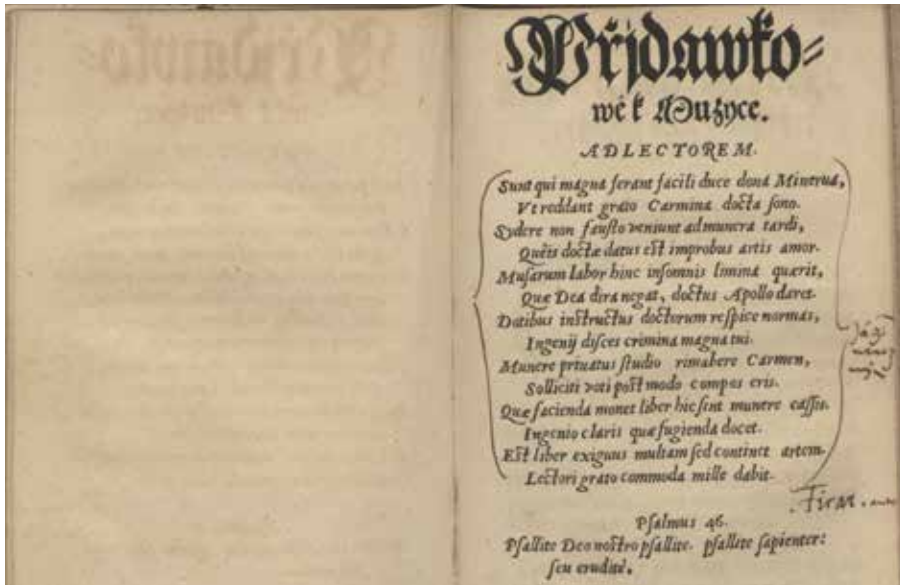 Přjdawko-
wé k Muzyce.
AD LECTOREM.
Sunt qui magna ferant facili duce dona Minerua,
Vt reddant grato Carmina docta sono.
Sydere non fausto veniunt ad munera tardi,
Queîs doctæ datus est improbus artis amor.
Musarum labor hinc insomnis limina quærit,
Quæ Dea dira negat, doctus Apollo daret.
Dotibus instructus doctorum respice normas,
Ingenij disces crimina magna tui.
Munere priuatus studio rimabere Carmen,
Solliciti voti post modo compos eris.
Quæ facienda monet liber hic sint munere cassis.
Ingenio claris quæ fugienda docet.
Est liber exiguus multam sed continet artem.
Lectori grato commoda mille dabit.
Psalmus 46.
Psallite Deo nostro psallite. psallite sapienter:
seu eruditè.